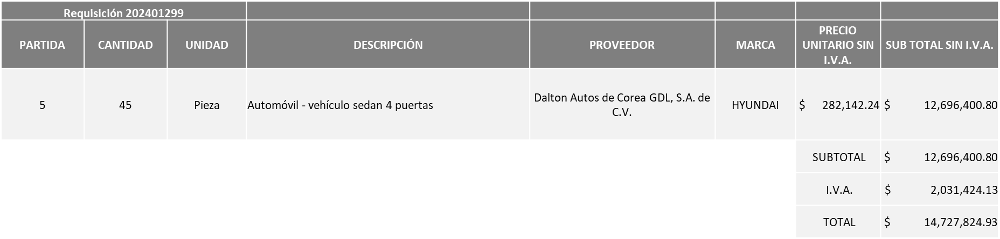 Requisición 202401299
PARTIDA CANTIDAD UNIDAD DESCRIPCIÓN PROVEEDOR MARCA PRECIO UNITARIO SIN I.V.A. SUB TOTAL SIN I.V.A.
5 45 Pieza Automóvil - vehículo sedan 4 puertas Dalton Autos de Corea GDL, S.A. de C.V. HYUNDAI $ 282,142.24 $ 12,696,400.80
SUBTOTAL $ 12,696,400.80
I.V.A. $ 2,031,424.13
TOTAL $ 14,727,824.93